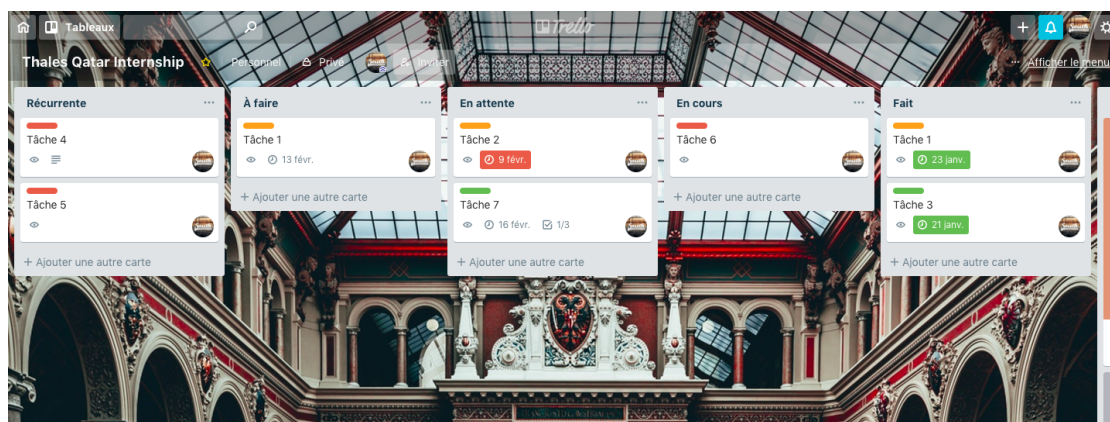 Tableaux
Trello
Thales Qatar Internship
Personnel
Privé
Inviter
... Afficher le menu
Récurrente ...
Tâche 4
Tâche 5
+ Ajouter une autre carte
À faire ...
Tâche 1
13 févr.
+ Ajouter une autre carte
En attente ...
Tâche 2
9 févr.
Tâche 7
16 févr. 1/3
+ Ajouter une autre carte
En cours ...
Tâche 6
+ Ajouter une autre carte
Fait ...
Tâche 1
23 janv.
Tâche 3
21 janv.
+ Ajouter une autre carte